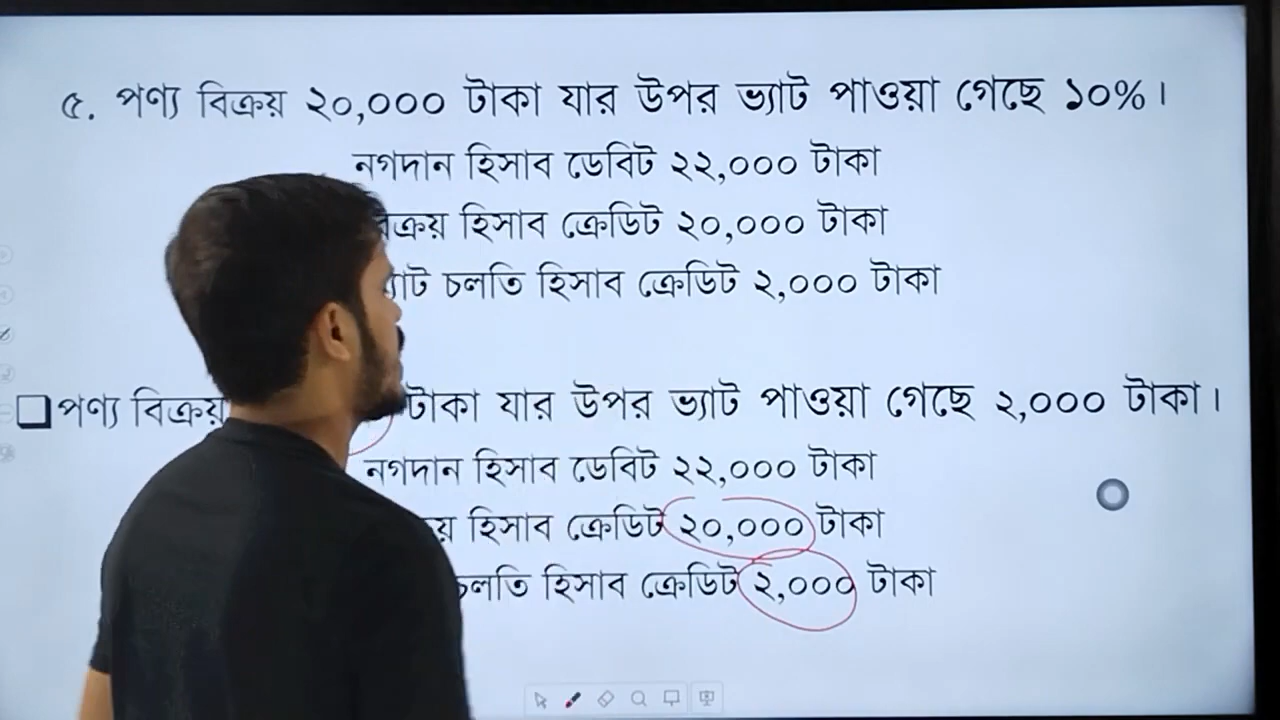 ৫. পণ্য বিক্রয় ২০,০০০ টাকা যার উপর ভ্যাট পাওয়া গেছে ১০%।
নগদান হিসাব ডেবিট ২২,০০০ টাকা
হিসাব ক্রেডিট ২০,০০০ টাকা
চলতি হিসাব ক্রেডিট ২,০০০ টাকা
পণ্য বিক্রয় টাকা যার উপর ভ্যাট পাওয়া গেছে ২,০০০ টাকা।
নগদান হিসাব ডেবিট ২২,০০০ টাকা
হিসাব ক্রেডিট ২০,০০০ টাকা
চলতি হিসাব ক্রেডিট ২,০০০ টাকা